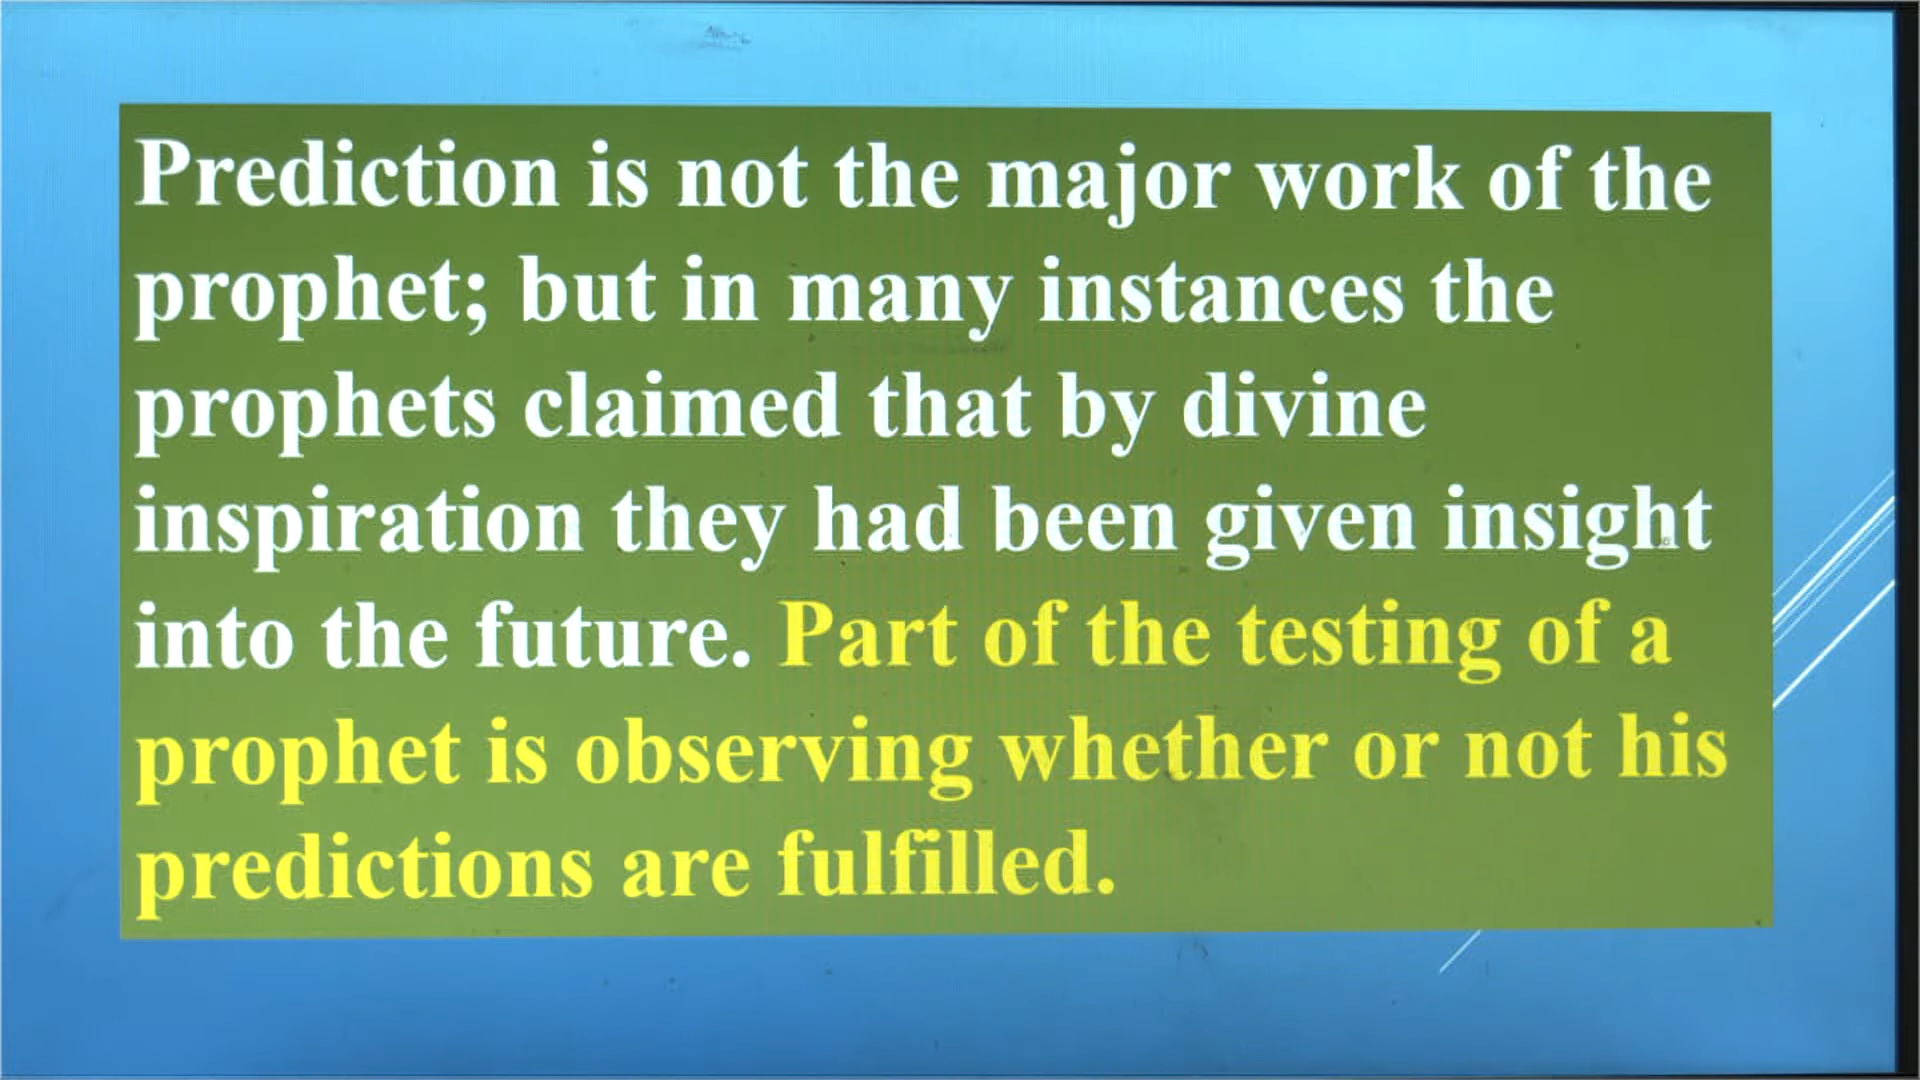 Prediction is not the major work of the
prophet; but in many instances the
prophets claimed that by divine
inspiration they had been given insight
into the future. Part of the testing of a
prophet is observing whether or not his
predictions are fulfilled.